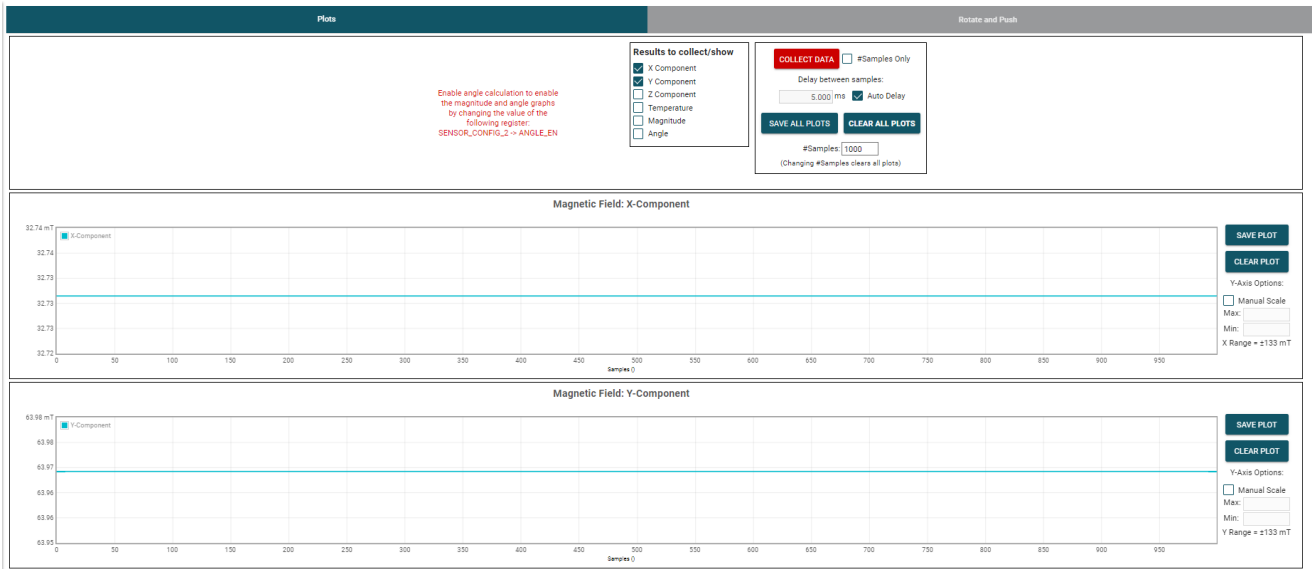 Plots
Rotate and Push
Enable angle calculation to enable
the magnitude and angle graphs
by changing the value of the
following register:
SENSOR_CONFIG_2 -> ANGLE_EN
Results to collect/show
X Component
Y Component
Z Component
Temperature
Magnitude
Angle
COLLECT DATA #Samples Only
Delay between samples:
5.000 ms Auto Delay
SAVE ALL PLOTS CLEAR ALL PLOTS
#Samples: 1000
(Changing #Samples clears all plots)
Magnetic Field: X-Component
32.74 mT
32.74
32.73
32.73
32.73
32.72
X-Component
0 50 100 150 200 250 300 350 400 450 500 550 600 650 700 750 800 850 900 950
Samples ()
SAVE PLOT
CLEAR PLOT
Y-Axis Options:
Manual Scale
Max:
Min:
X Range = ±133 mT
Magnetic Field: Y-Component
63.98 mT
63.98
63.97
63.96
63.96
63.95
Y-Component
0 50 100 150 200 250 300 350 400 450 500 550 600 650 700 750 800 850 900 950
Samples ()
SAVE PLOT
CLEAR PLOT
Y-Axis Options:
Manual Scale
Max:
Min:
Y Range = ±133 mT